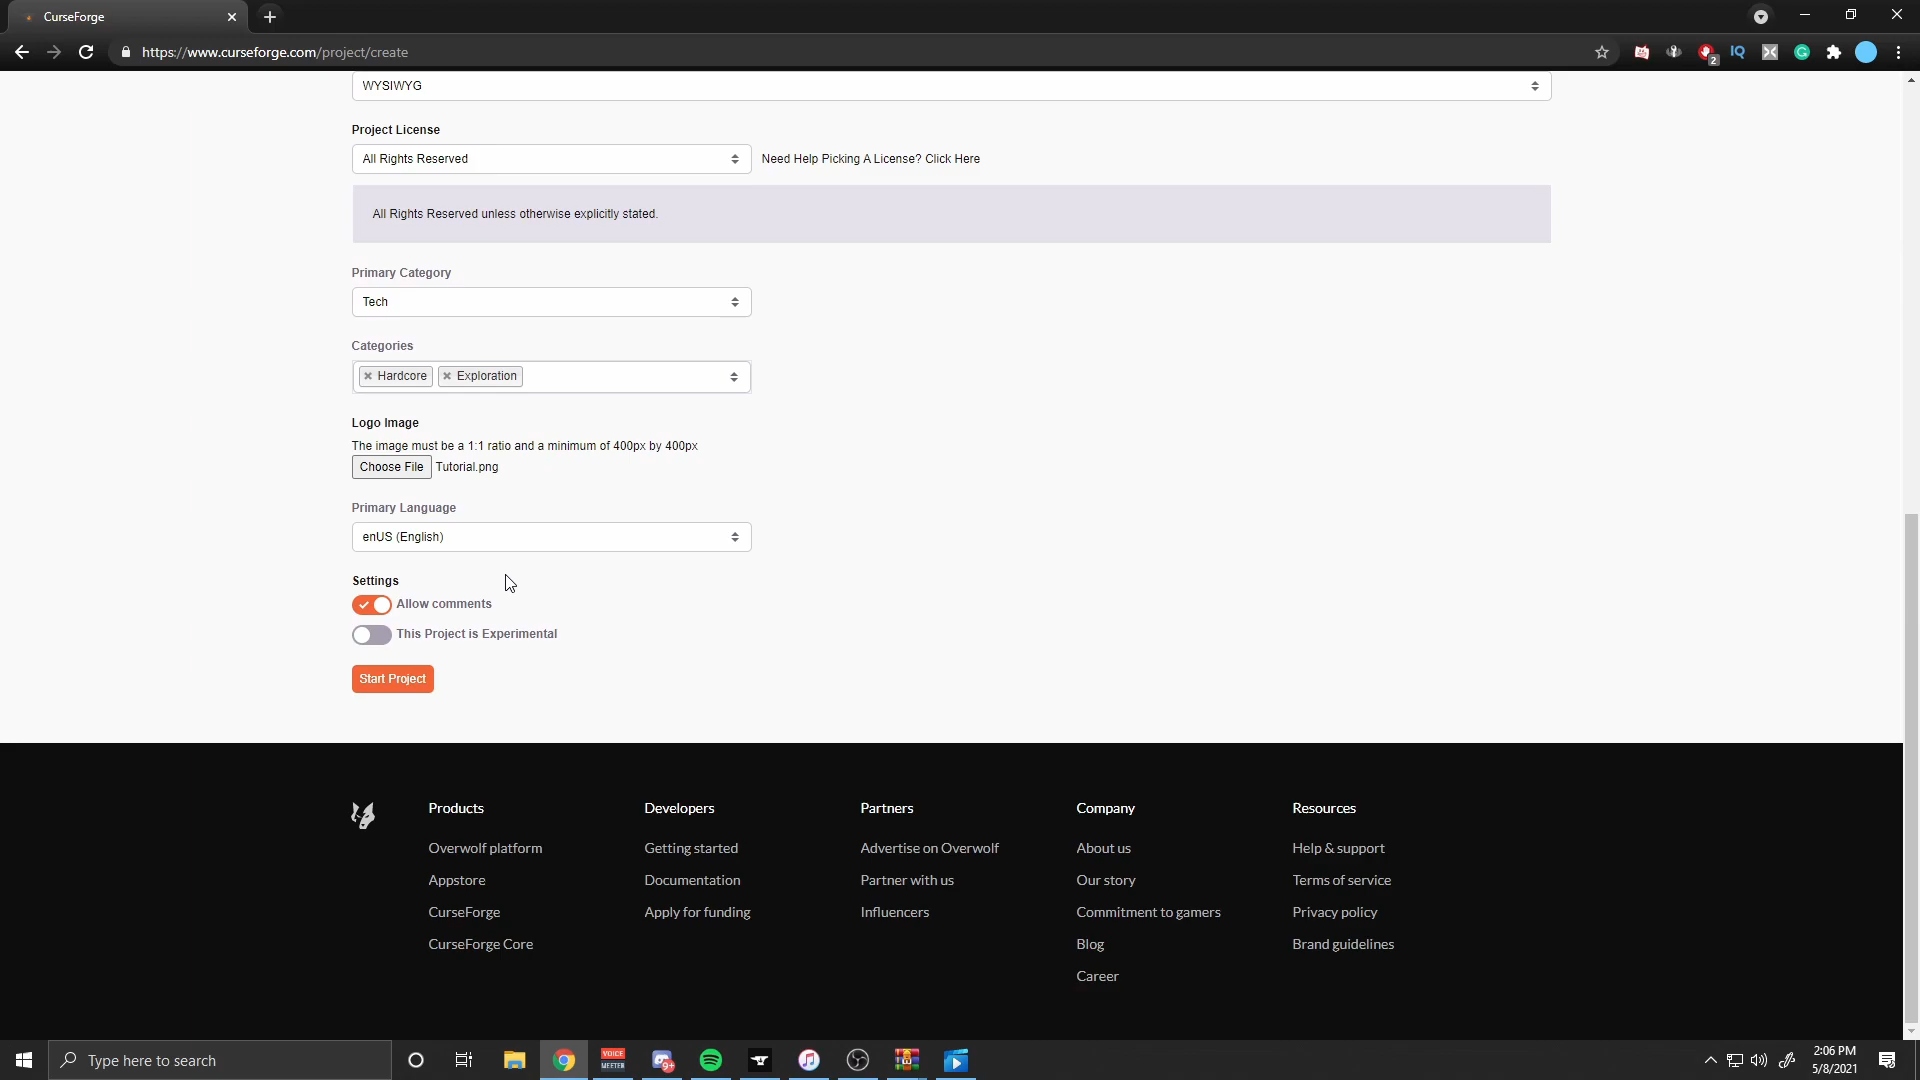 CurseForge
https://www.curseforge.com/project/create
2
IQ
WYSIWYG
Project License
All Rights Reserved
Need Help Picking A License? Click Here
All Rights Reserved unless otherwise explicitly stated.
Primary Category
Tech
Categories
Hardcore
Exploration
Logo Image
The image must be a 1:1 ratio and a minimum of 400px by 400px
Choose File Tutorial.png
Primary Language
enUS (English)
Settings
Allow comments
This Project is Experimental
Start Project
Products
Overwolf platform
Appstore
CurseForge
CurseForge Core
Developers
Getting started
Documentation
Apply for funding
Partners
Advertise on Overwolf
Partner with us
Influencers
Company
About us
Our story
Commitment to gamers
Blog
Career
Resources
Help & support
Terms of service
Privacy policy
Brand guidelines
Type here to search
VOICE
MEETER
9+
2:06 PM
5/8/2021